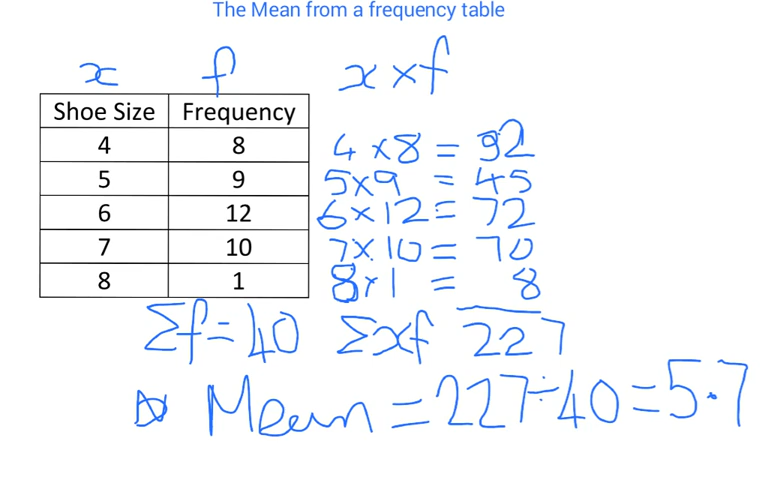 The Mean from a frequency table
x f x×f
Shoe Size Frequency
4 8 4×8 = 32
5 9 5×9 = 45
6 12 6×12 = 72
7 10 7×10 = 70
8 1 8×1 = 8
Σf=40 Σxf 227
Mean = 227÷40=5.7